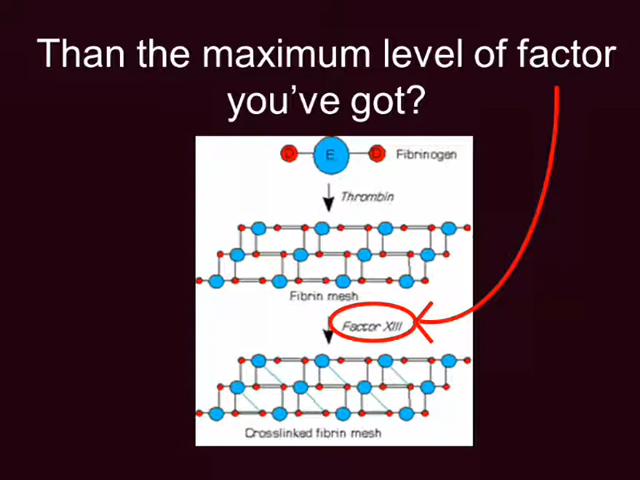 Than the maximum level of factor
you've got?
D E D Fibrinogen
Thrombin
Fibrin mesh
Factor XIII
Crosslinked fibrin mesh